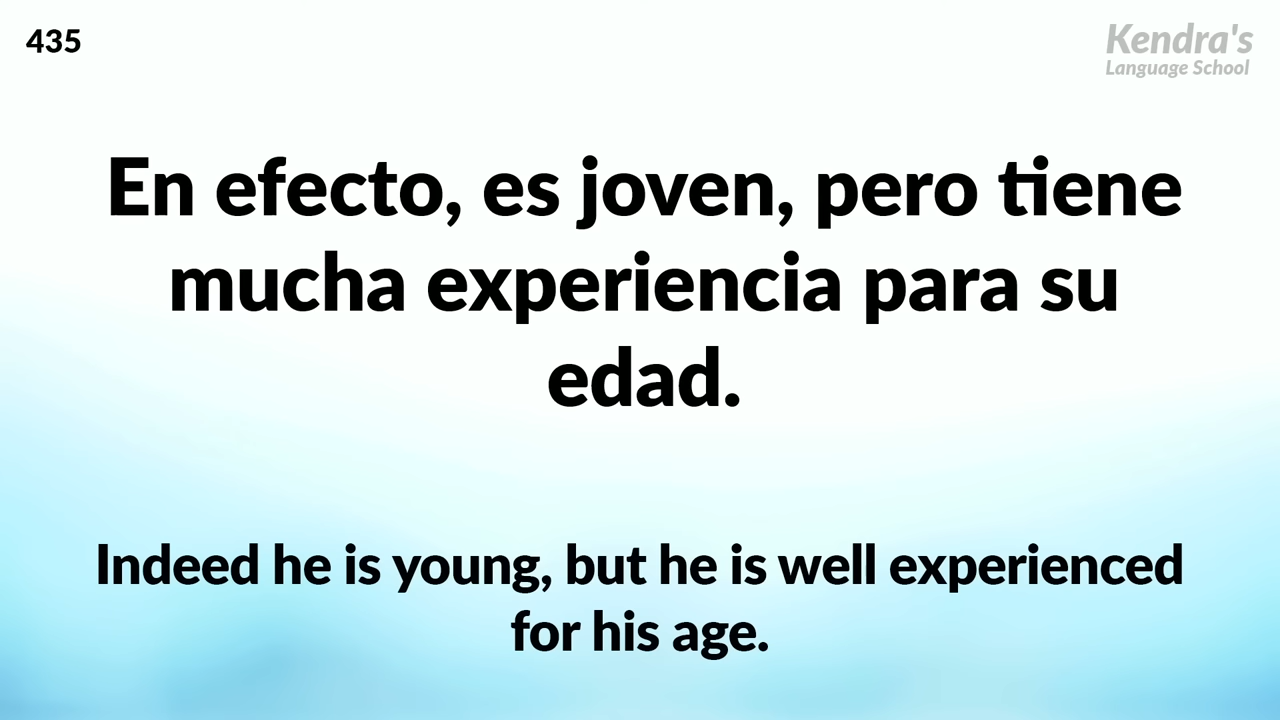 435
Kendra's
Language School
En efecto, es joven, pero tiene
mucha experiencia para su
edad.
Indeed he is young, but he is well experienced
for his age.